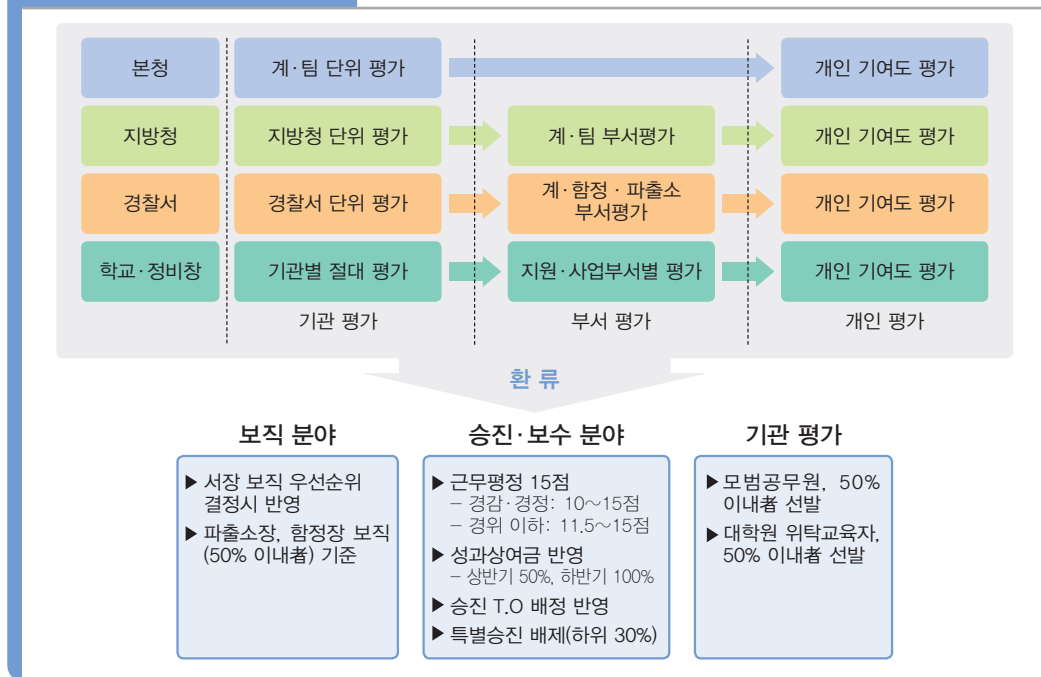 본청
계·팀 단위 평가
개인 기여도 평가
지방청
지방청 단위 평가
계·팀 부서평가
개인 기여도 평가
경찰서
경찰서 단위 평가
계·함정·파출소
부서평가
개인 기여도 평가
학교·정비창
기관별 절대 평가
지원·사업부서별 평가
개인 기여도 평가
기관 평가
부서 평가
개인 평가
환 류
보직 분야
▶ 서장 보직 우선순위
결정시 반영
▶ 파출소장, 함정장 보직
(50% 이내者) 기준
승진·보수 분야
▶ 근무평정 15점
– 경감·경정: 10~15점
– 경위 이하: 11.5~15점
▶ 성과상여금 반영
– 상반기 50%, 하반기 100%
▶ 승진 T.O 배정 반영
▶ 특별승진 배제(하위 30%)
기관 평가
▶ 모범공무원, 50%
이내者 선발
▶ 대학원 위탁교육자,
50% 이내者 선발